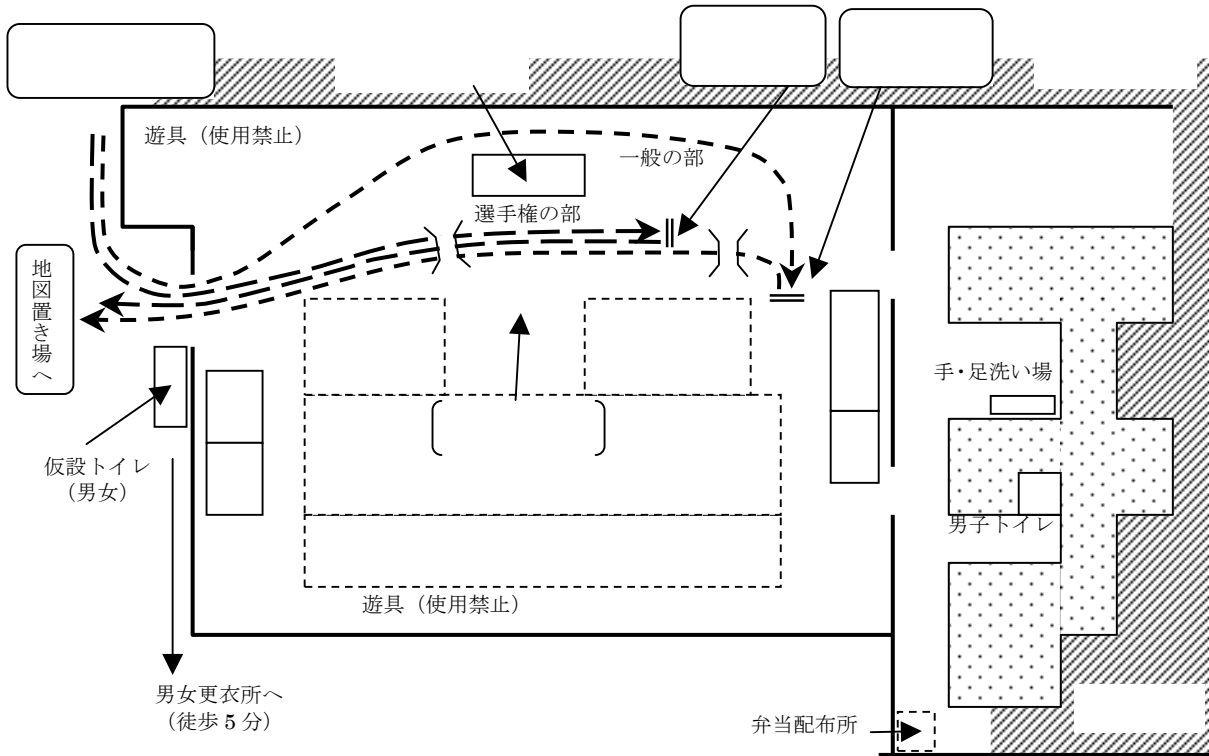 遊具（使用禁止）
一般の部
選手権の部
地図置き場へ
手・足洗い場
仮設トイレ
（男女）
男子トイレ
遊具（使用禁止）
男女更衣所へ
（徒歩 5 分）
弁当配布所